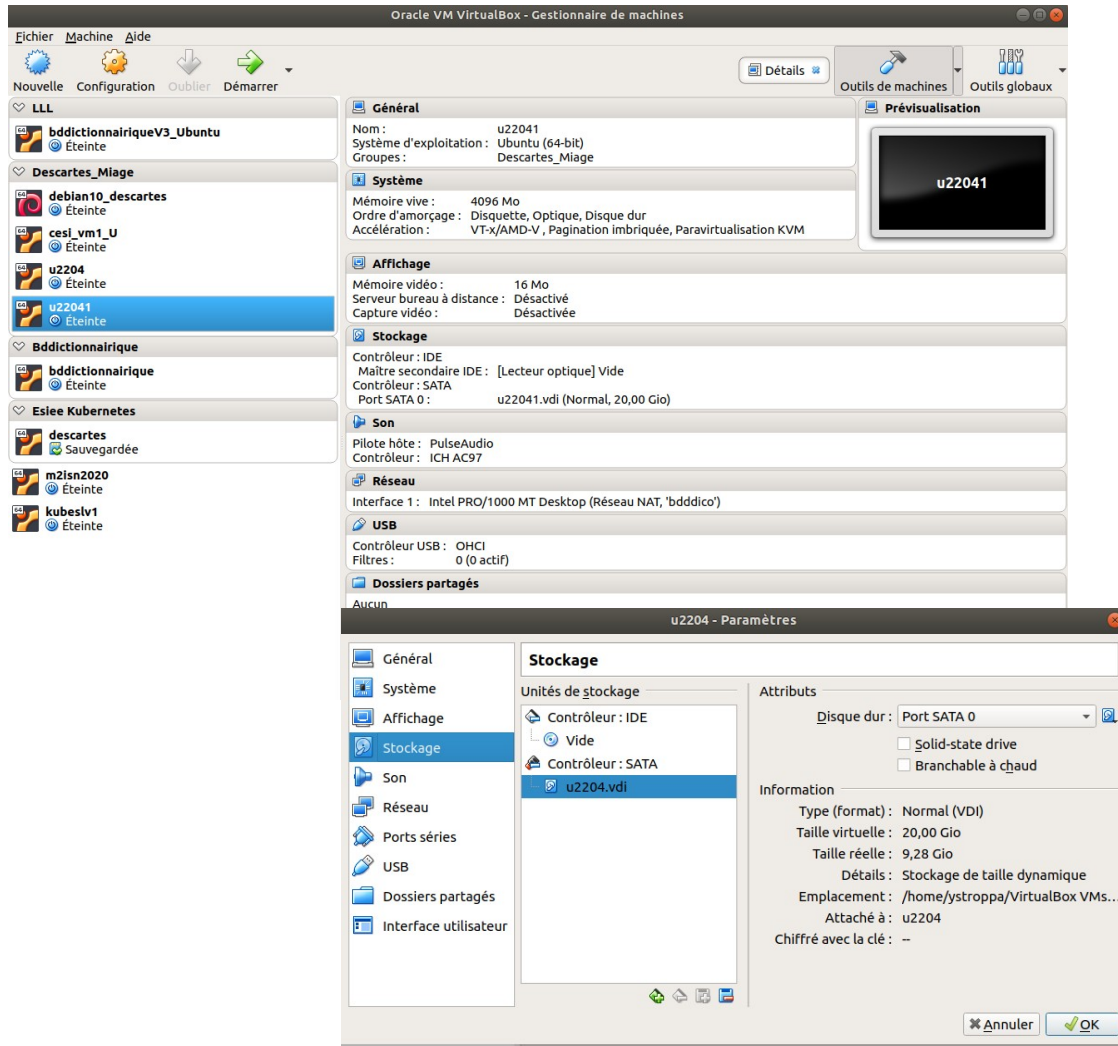 Oracle VM VirtualBox - Gestionnaire de machines
Fichier Machine Aide
Nouvelle Configuration Oublier Démarrer
Détails
Outils de machines Outils globaux
LLL
64 bddictionnairiqueV3_Ubuntu
Éteinte
Descartes_Miage
64 debian10_descartes
Éteinte
64 cesi_vm1_U
Éteinte
64 u2204
Éteinte
64 u22041
Éteinte
Bddictionnairique
64 bddictionnairique
Éteinte
Esiee Kubernetes
64 descartes
Sauvegardée
64 m2isn2020
Éteinte
64 kubeslv1
Éteinte
Général
Nom : u22041
Système d'exploitation : Ubuntu (64-bit)
Groupes : Descartes_Miage
Système
Mémoire vive : 4096 Mo
Ordre d'amorçage : Disquette, Optique, Disque dur
Accélération : VT-x/AMD-V , Pagination imbriquée, Paravirtualisation KVM
Prévisualisation
u22041
Affichage
Mémoire vidéo : 16 Mo
Serveur bureau à distance : Désactivé
Capture vidéo : Désactivée
Stockage
Contrôleur : IDE
Maître secondaire IDE : [Lecteur optique] Vide
Contrôleur : SATA
Port SATA 0 : u22041.vdi (Normal, 20,00 Gio)
Son
Pilote hôte : PulseAudio
Contrôleur : ICH AC97
Réseau
Interface 1 : Intel PRO/1000 MT Desktop (Réseau NAT, 'bdddico')
USB
Contrôleur USB : OHCI
Filtres : 0 (0 actif)
Dossiers partagés
Aucun
u2204 - Paramètres
Général
Système
Affichage
Stockage
Son
Réseau
Ports séries
USB
Dossiers partagés
Interface utilisateur
Stockage
Unités de stockage
Contrôleur : IDE
Vide
Contrôleur : SATA
u2204.vdi
Attributs
Disque dur : Port SATA 0
Solid-state drive
Branchable à chaud
Information
Type (format) : Normal (VDI)
Taille virtuelle : 20,00 Gio
Taille réelle : 9,28 Gio
Détails : Stockage de taille dynamique
Emplacement : /home/ystroppa/VirtualBox VMs...
Attaché à : u2204
Chiffré avec la clé : --
Annuler OK